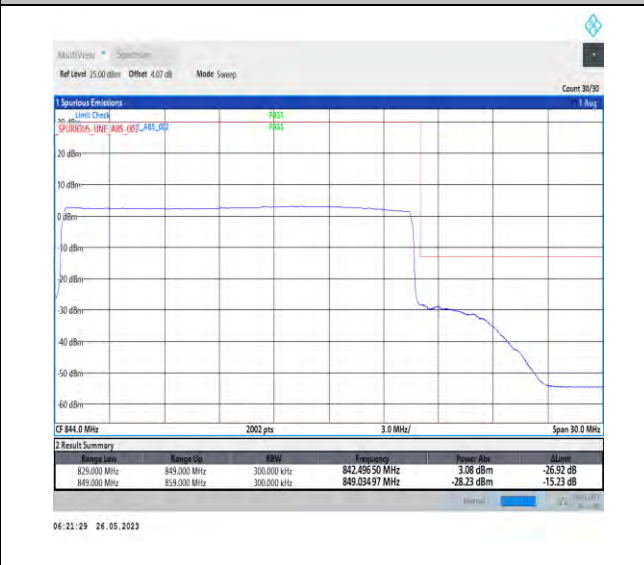 MultiView Spectrum
Ref Level 25.00 dBm Offset 4.07 dB Mode Sweep
Count 30/30
1 Spurious Emissions 1 Avg
Limit Check PASS
SPURIOUS_LINE_ABS_002 _ABS_002 PASS
20 dBm
10 dBm
0 dBm
-10 dBm
-20 dBm
-30 dBm
-40 dBm
-50 dBm
-60 dBm
CF 844.0 MHz 2002 pts 3.0 MHz/ Span 30.0 MHz
2 Result Summary
Range Low Range Up RBW Frequency Power Abs ΔLimit
829.000 MHz 849.000 MHz 300.000 kHz 842.49650 MHz 3.08 dBm -26.92 dB
849.000 MHz 859.000 MHz 300.000 kHz 849.03497 MHz -28.23 dBm -15.23 dB
06:21:29 26.05.2023